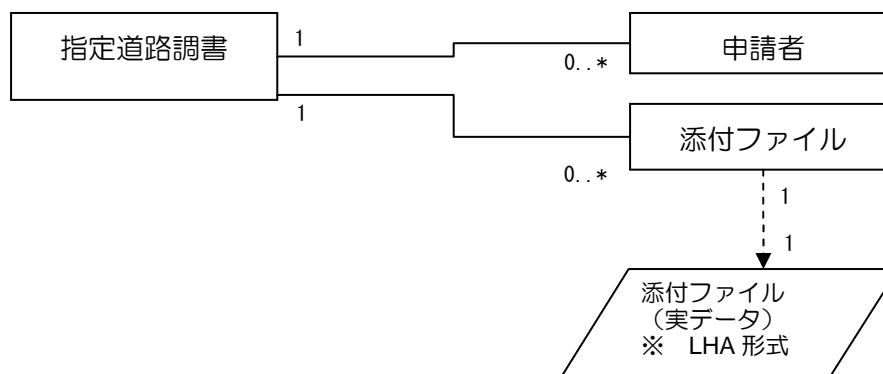 指定道路調書
1
1
0..*
申請者
0..*
添付ファイル
1
1
添付ファイル
（実データ）
※　LHA 形式